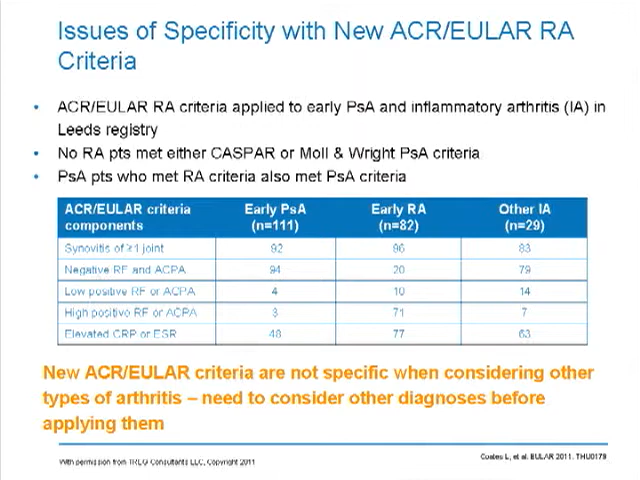 Issues of Specificity with New ACR/EULAR RA
Criteria
• ACR/EULAR RA criteria applied to early PsA and inflammatory arthritis (IA) in
Leeds registry
• No RA pts met either CASPAR or Moll & Wright PsA criteria
• PsA pts who met RA criteria also met PsA criteria
ACR/EULAR criteria components Early PsA (n=111) Early RA (n=82) Other IA (n=29)
Synovitis of ≥1 joint 92 96 83
Negative RF and ACPA 94 20 79
Low positive RF or ACPA 4 10 14
High positive RF or ACPA 3 71 7
Elevated CRP or ESR 48 77 63
New ACR/EULAR criteria are not specific when considering other
types of arthritis – need to consider other diagnoses before
applying them
With permission from TREG Consultants LLC, Copyright 2011
Coates L, et al. EULAR 2011. THU0179